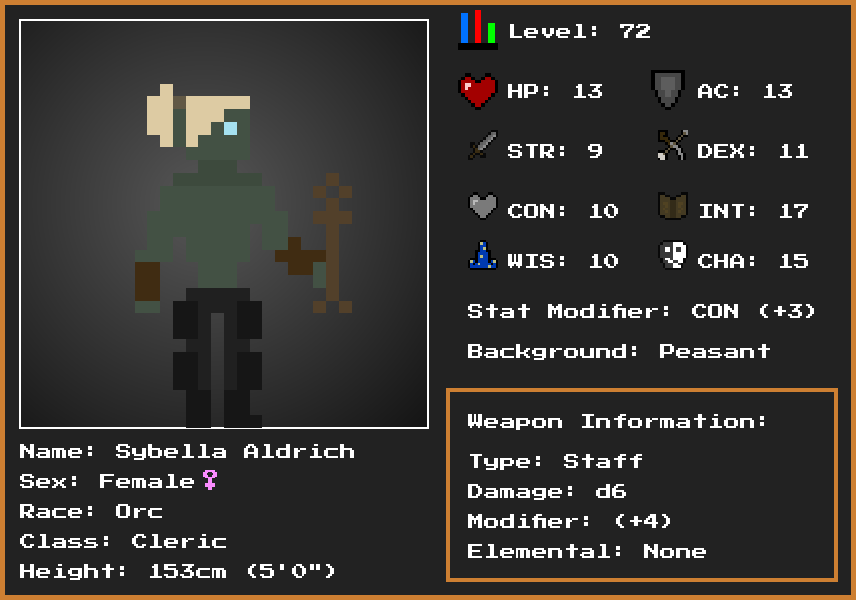 Level: 72
HP: 13
AC: 13
STR: 9
DEX: 11
CON: 10
INT: 17
WIS: 10
CHA: 15
Stat Modifier: CON (+3)
Background: Peasant
Weapon Information:
Type: Staff
Damage: d6
Modifier: (+4)
Elemental: None
Name: Sybella Aldrich
Sex: Female♀
Race: Orc
Class: Cleric
Height: 153cm (5'0")